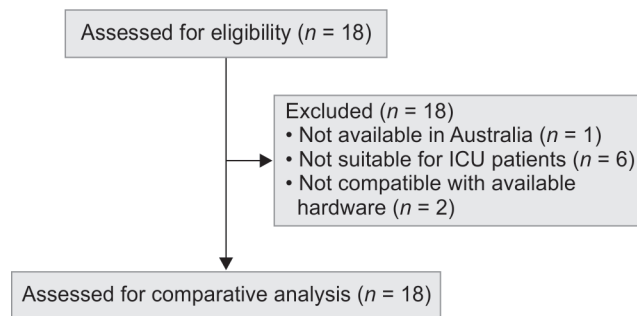 Assessed for eligibility (n = 18)
Excluded (n = 18)
• Not available in Australia (n = 1)
• Not suitable for ICU patients (n = 6)
• Not compatible with available
hardware (n = 2)
Assessed for comparative analysis (n = 18)